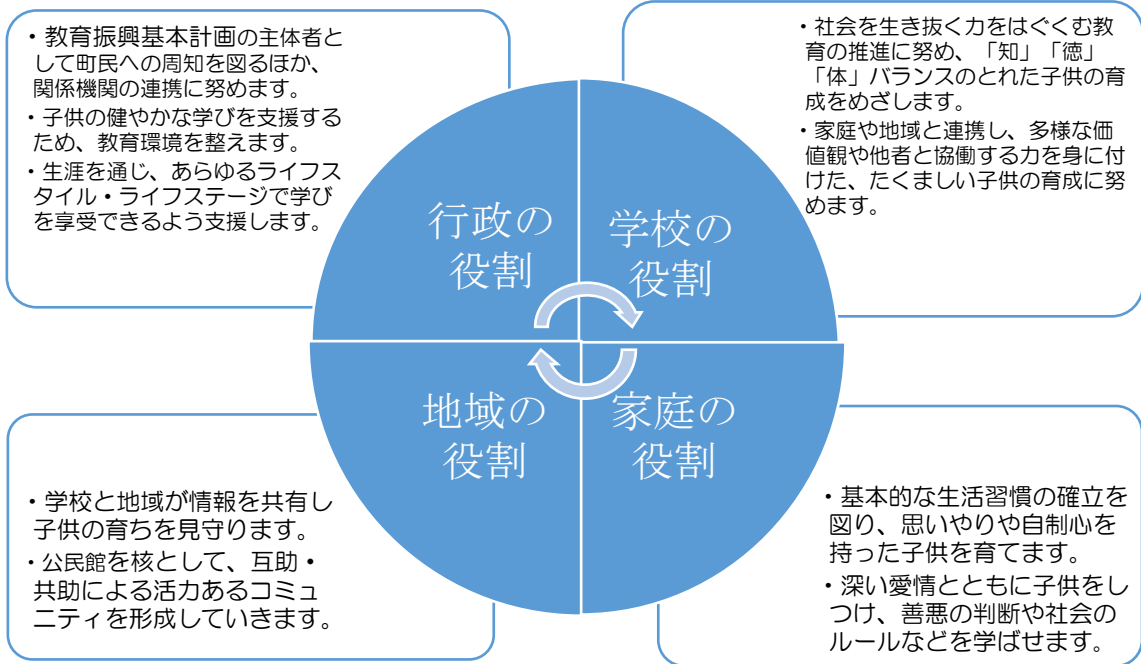 ・教育振興基本計画の主体者と
して町民への周知を図るほか、
関係機関の連携に努めます。
・子供の健やかな学びを支援する
ため、教育環境を整えます。
・生涯を通じ、あらゆるライフス
タイル・ライフステージで学び
を享受できるよう支援します。
・社会を生き抜く力をはぐくむ教
育の推進に努め、「知」「徳」
「体」バランスのとれた子供の育
成をめざします。
・家庭や地域と連携し、多様な価
値観や他者と協働する力を身に付
けた、たくましい子供の育成に努
めます。
行政の
役割
学校の
役割
地域の
役割
家庭の
役割
・学校と地域が情報を共有し
子供の育ちを見守ります。
・公民館を核として、互助・
共助による活力あるコミュ
ニティを形成していきます。
・基本的な生活習慣の確立を
図り、思いやりや自制心を
持った子供を育てます。
・深い愛情とともに子供をし
つけ、善悪の判断や社会の
ルールなどを学ばせます。